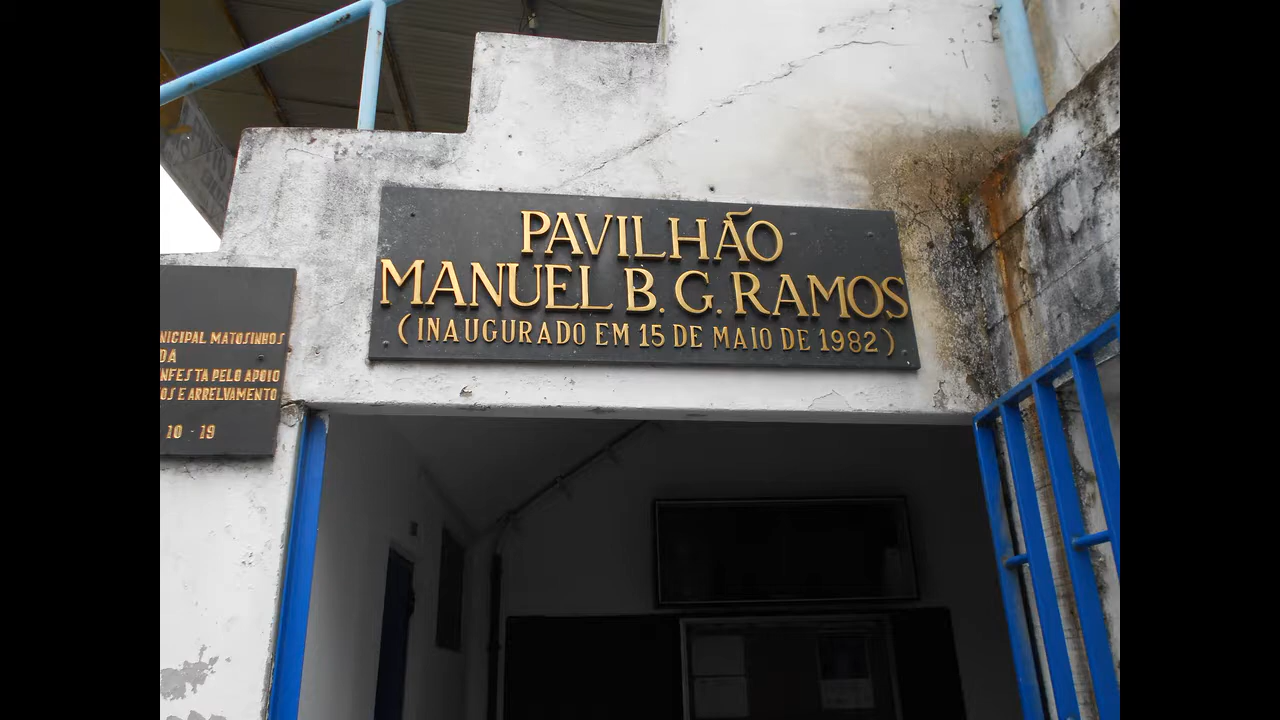 PAVILHÃO
MANUEL B. G. RAMOS
(INAUGURADO EM 15 DE MAIO DE 1982)
NICIPAL MATOSINHOS
DA
NFESTA PELO APOIO
OS E ARRELVAMENTO
10 - 19